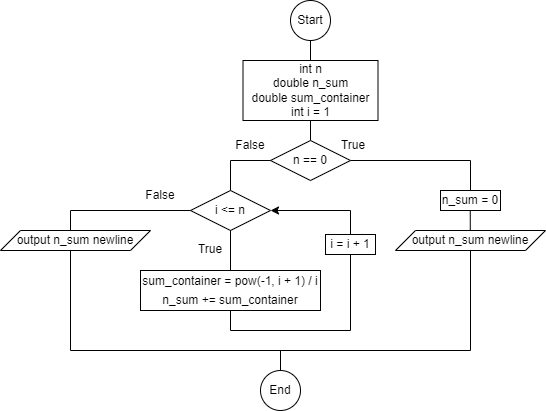 Start
int n
double n_sum
double sum_container
int i = 1
False
True
n == 0
False
i <= n
n_sum = 0
output n_sum newline
True
i = i + 1
output n_sum newline
sum_container = pow(-1, i + 1) / i
n_sum += sum_container
End